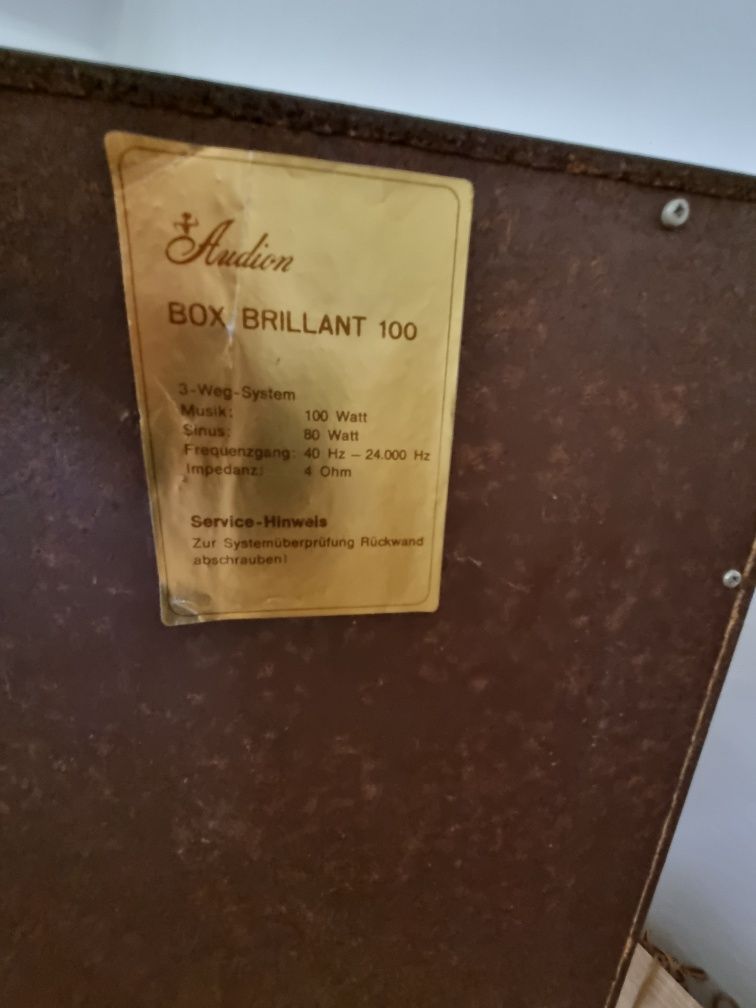 Audion
BOX BRILLANT 100
3-Weg-System
Musik: 100 Watt
Sinus: 80 Watt
Frequenzgang: 40 Hz – 24.000 Hz
Impedanz: 4 Ohm
Service-Hinweis
Zur Systemüberprüfung Rückwand
abschrauben!